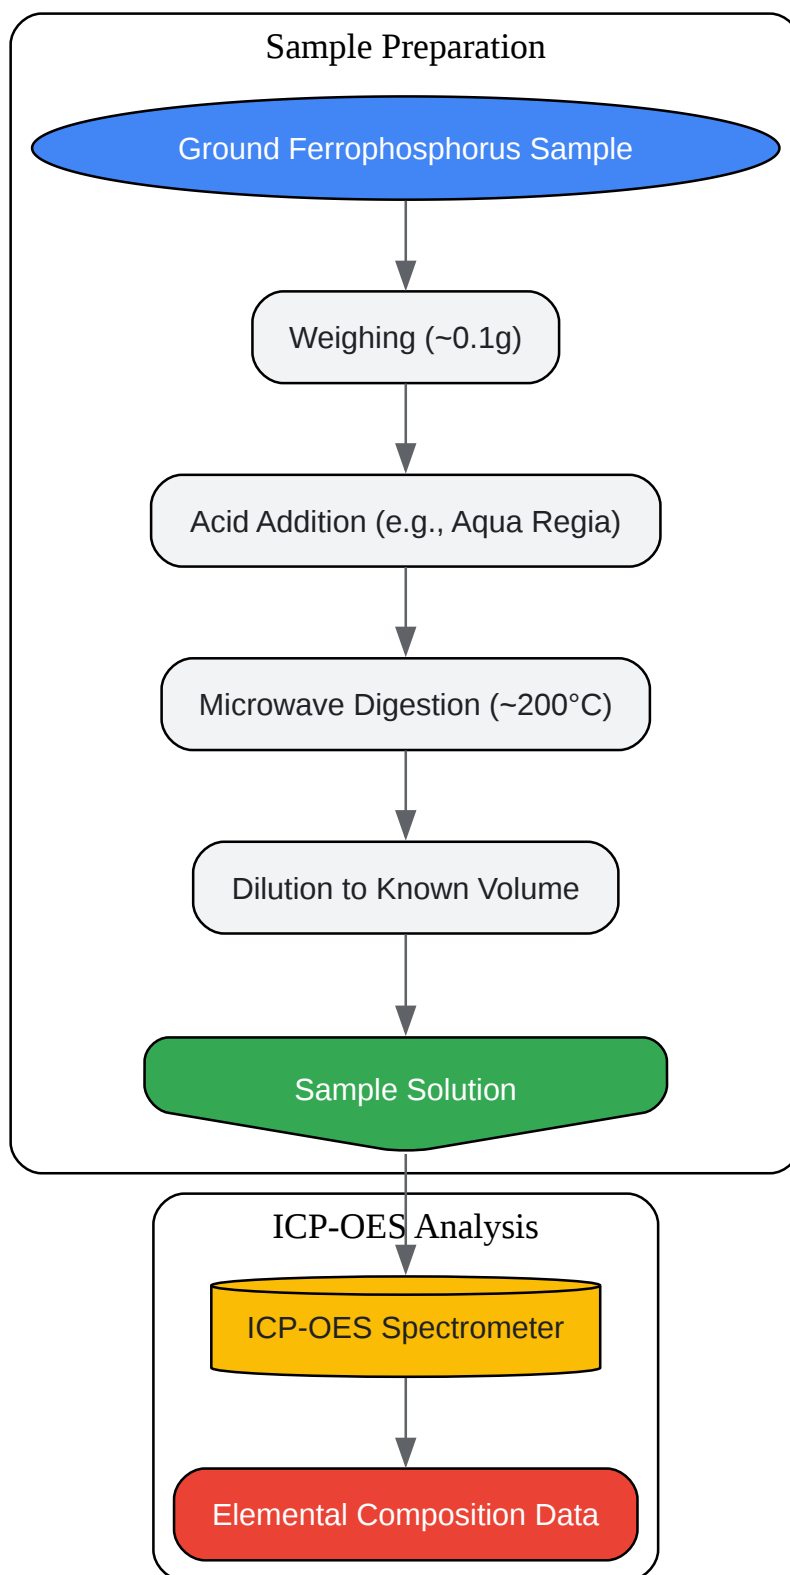 Sample Preparation
Ground Ferrophosphorus Sample
Weighing (~0.1g)
Acid Addition (e.g., Aqua Regia)
Microwave Digestion (~200°C)
Dilution to Known Volume
Sample Solution
ICP-OES Analysis
ICP-OES Spectrometer
Elemental Composition Data